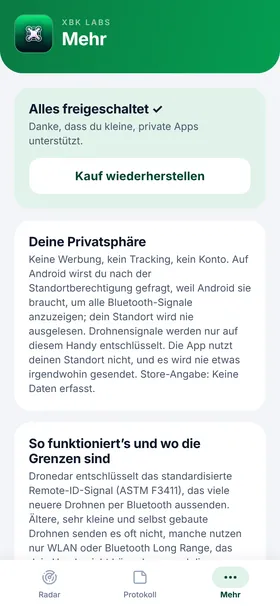 XBK LABS
Mehr
Alles freigeschaltet ✓
Danke, dass du kleine, private Apps
unterstützt.
Kauf wiederherstellen
Deine Privatsphäre
Keine Werbung, kein Tracking, kein Konto. Auf
Android wirst du nach der
Standortberechtigung gefragt, weil Android sie
braucht, um alle Bluetooth-Signale
anzuzeigen; dein Standort wird nie
ausgelesen. Drohnensignale werden nur auf
diesem Handy entschlüsselt. Die App nutzt
deinen Standort nicht, und es wird nie etwas
irgendwohin gesendet. Store-Angabe: Keine
Daten erfasst.
So funktioniert’s und wo die
Grenzen sind
Dronedar entschlüsselt das standardisierte
Remote-ID-Signal (ASTM F3411), das viele
neuere Drohnen per Bluetooth aussenden.
Ältere, sehr kleine und selbst gebaute
Drohnen senden es oft nicht, manche nutzen
nur WLAN oder Bluetooth Long Range, das
Radar
Protokoll
Mehr